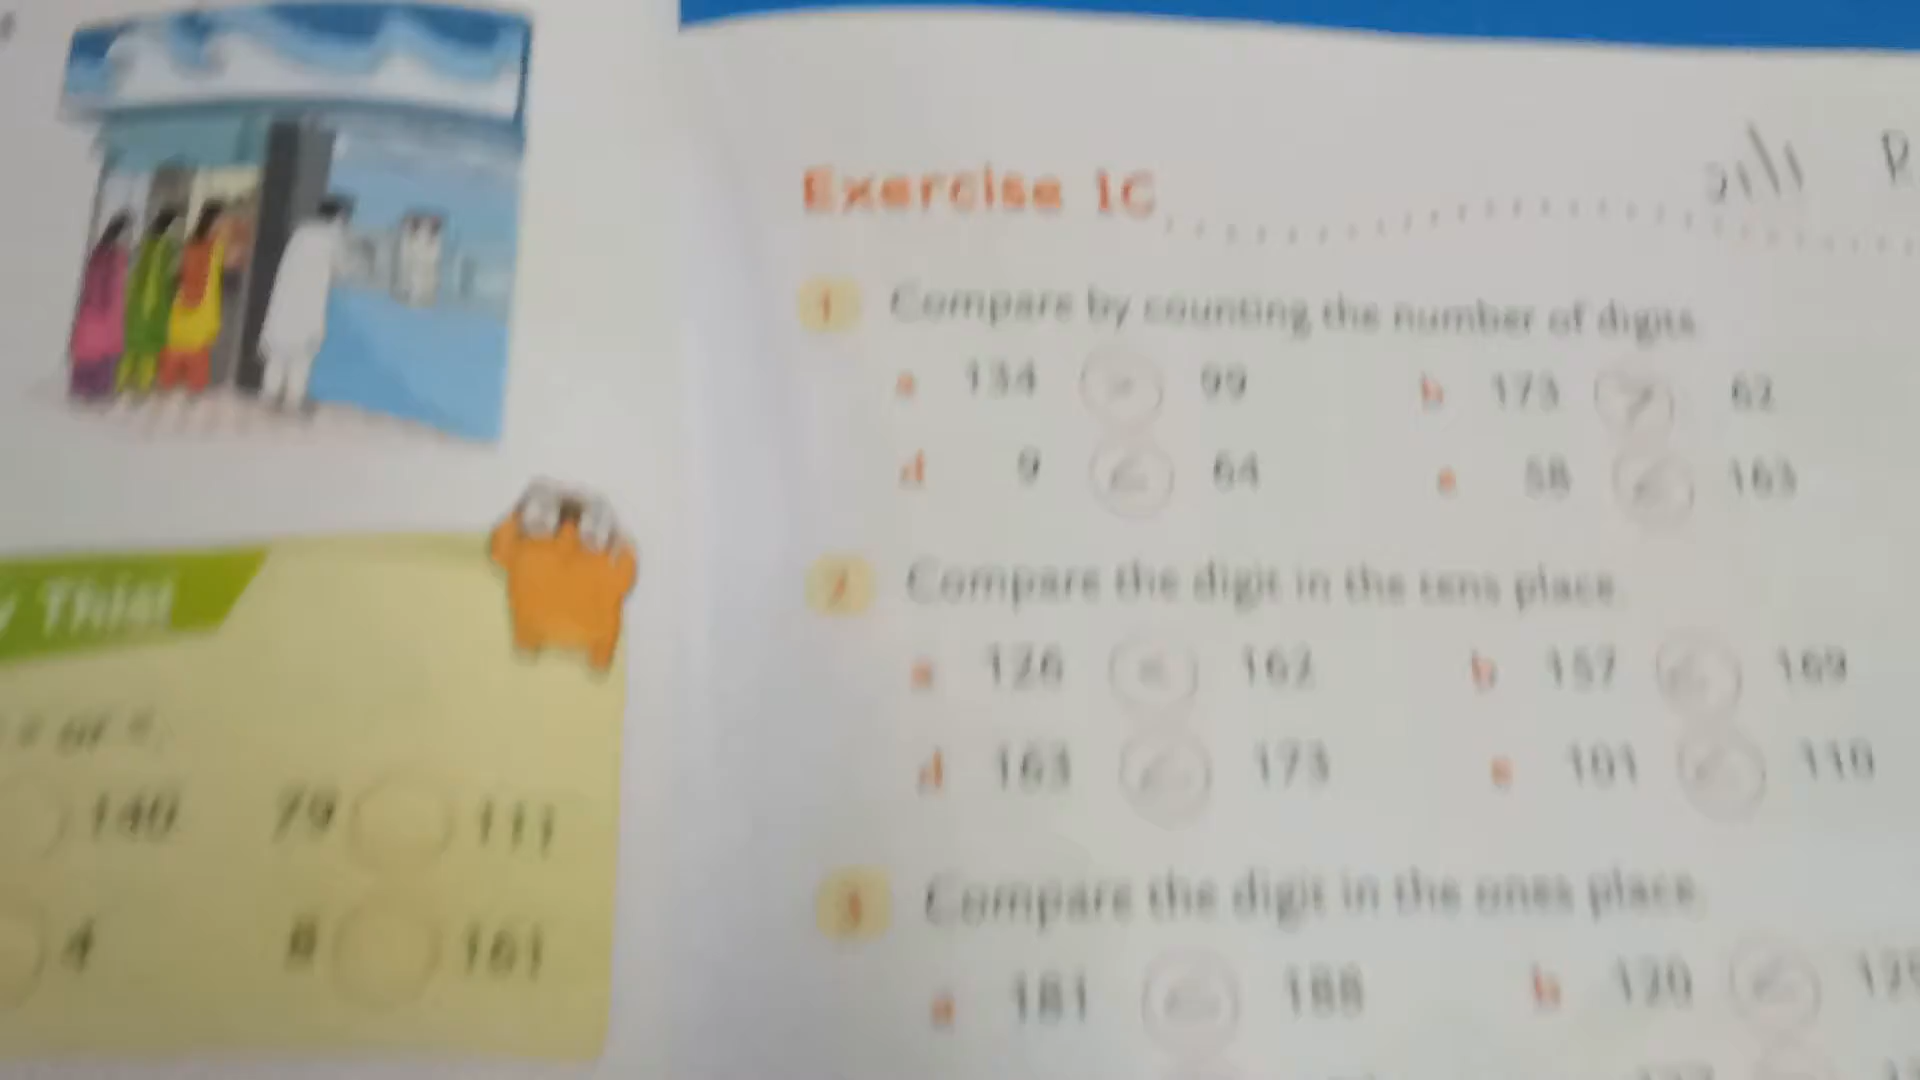 This!
140 79 111
4 8 161
Exercise 1C
1 Compare by counting the number of digits.
a 134 > 99 b 173 > 62
d 9 < 64 e 58 < 163
2 Compare the digit in the tens place.
a 126 < 162 b 157 < 169
d 163 < 173 e 101 < 110
3 Compare the digit in the ones place.
a 181 < 188 b 120 <